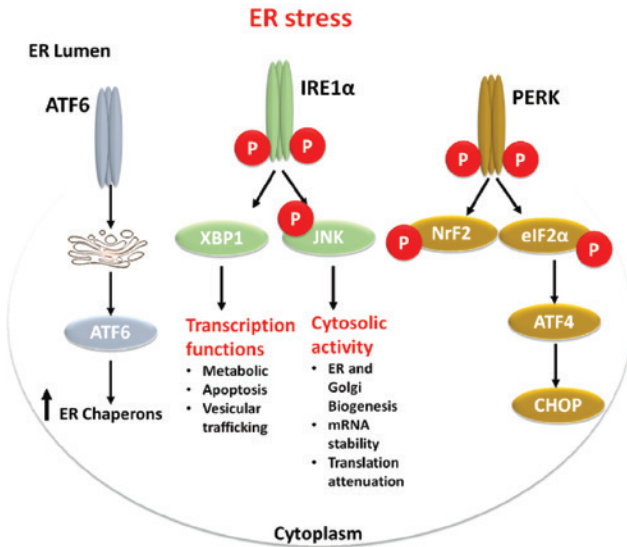 ER stress
ER Lumen
ATF6
IRE1α
P
P
PERK
P
P
XBP1
P
JNK
P
NrF2
eIF2α
P
ATF6
ER Chaperons
Transcription
functions
• Metabolic
• Apoptosis
• Vesicular
trafficking
Cytosolic
activity
• ER and
Golgi
Biogenesis
• mRNA
stability
• Translation
attenuation
ATF4
CHOP
Cytoplasm